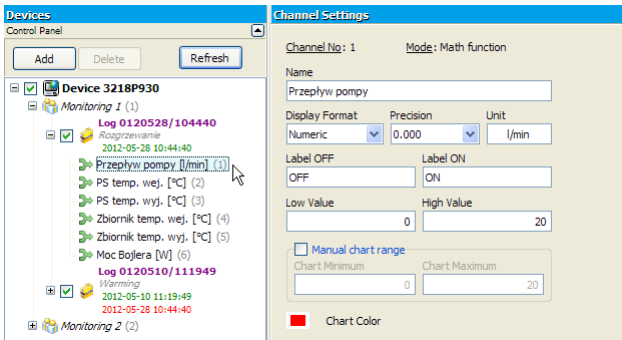 Devices
Control Panel
Add Delete Refresh
Device 3218P930
Monitoring 1 (1)
Log 0120528/104440
Rozgrzewanie
2012-05-28 10:44:40
Przepływ pompy [l/min] (1)
PS temp. wej. [°C] (2)
PS temp. wyj. [°C] (3)
Zbiornik temp. wej. [°C] (4)
Zbiornik temp. wyj. [°C] (5)
Moc Bojlera [W] (6)
Log 0120510/111949
Warming
2012-05-10 11:19:49
2012-05-28 10:44:40
Monitoring 2 (2)
Channel Settings
Channel No: 1 Mode: Math function
Name
Przepływ pompy
Display Format Precision Unit
Numeric 0.000 l/min
Label OFF Label ON
OFF ON
Low Value High Value
0 20
Manual chart range
Chart Minimum Chart Maximum
0 20
Chart Color